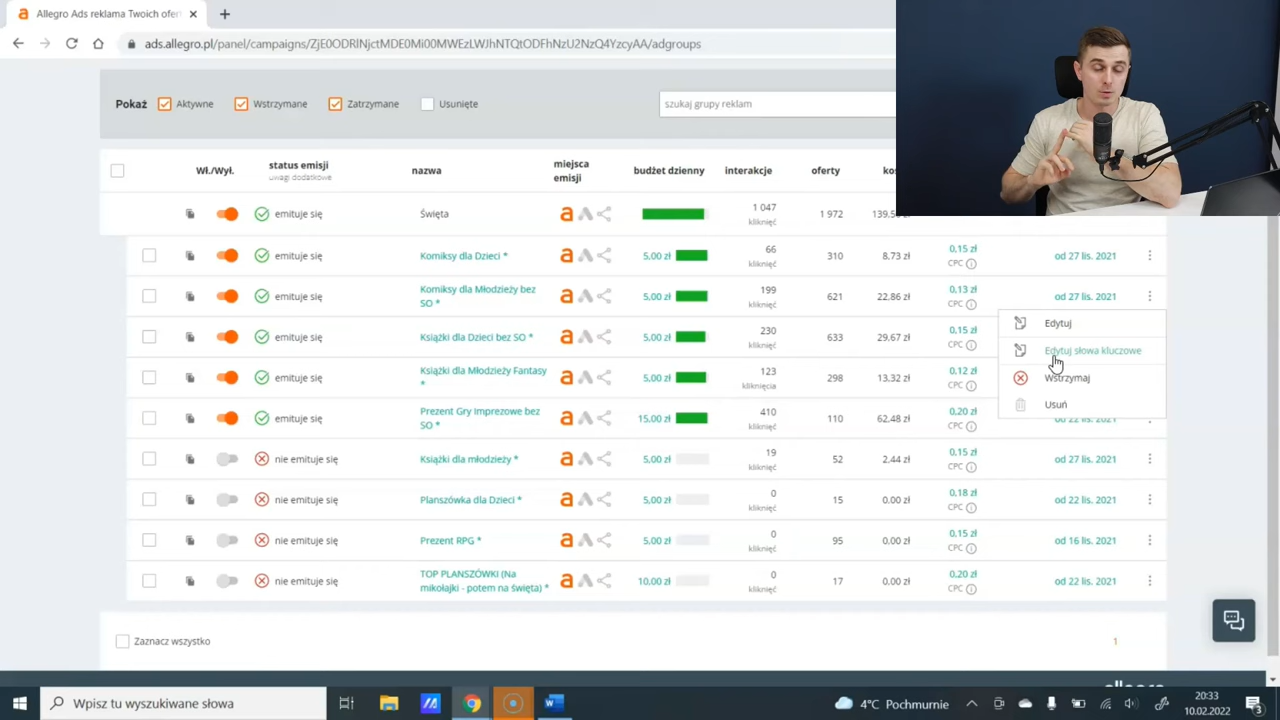 Allegro Ads reklama Twoich ofer
ads.allegro.pl/panel/campaigns/ZjE0ODRlNjctMDE0Mi00MWEzLWJhNTQtODFhNzU2NzQ4YzcyAA/adgroups
Pokaż Aktywne Wstrzymane Zatrzymane Usunięte szukaj grupy reklam
Wł./Wył. status emisji uwagi dodatkowe nazwa miejsca emisji budżet dzienny interakcje oferty
Święta emituje się 1 047 kliknięć 1 972
emituje się Komiksy dla Dzieci * 5,00 zł 66 kliknięć 310 8.73 zł 0,15 zł CPC od 27 lis. 2021
emituje się Komiksy dla Młodzieży bez SO * 5,00 zł 199 kliknięć 621 22.86 zł 0,13 zł CPC od 27 lis. 2021
emituje się Książki dla Dzieci bez SO * 5,00 zł 230 kliknięć 633 29.67 zł 0,15 zł CPC
emituje się Książki dla Młodzieży Fantasy * 5,00 zł 123 kliknięcia 298 13.32 zł 0,12 zł CPC
emituje się Prezent Gry Imprezowe bez SO * 15,00 zł 410 kliknięć 110 62.48 zł 0,20 zł CPC od 22 lis. 2021
nie emituje się Książki dla młodzieży * 5,00 zł 19 kliknięć 52 2.44 zł 0,15 zł CPC od 27 lis. 2021
nie emituje się Planszówka dla Dzieci * 5,00 zł 0 kliknięć 15 0.00 zł 0,18 zł CPC od 22 lis. 2021
nie emituje się Prezent RPG * 5,00 zł 0 kliknięć 95 0.00 zł 0,15 zł CPC od 16 lis. 2021
nie emituje się TOP PLANSZÓWKI (Na mikołajki - potem na święta) * 10,00 zł 0 kliknięć 17 0.00 zł 0,20 zł CPC od 22 lis. 2021
Edytuj
Edytuj słowa kluczowe
Wstrzymaj
Usuń
Zaznacz wszystko 1
Wpisz tu wyszukiwane słowa 4°C Pochmurnie 20:33
10.02.2022 3